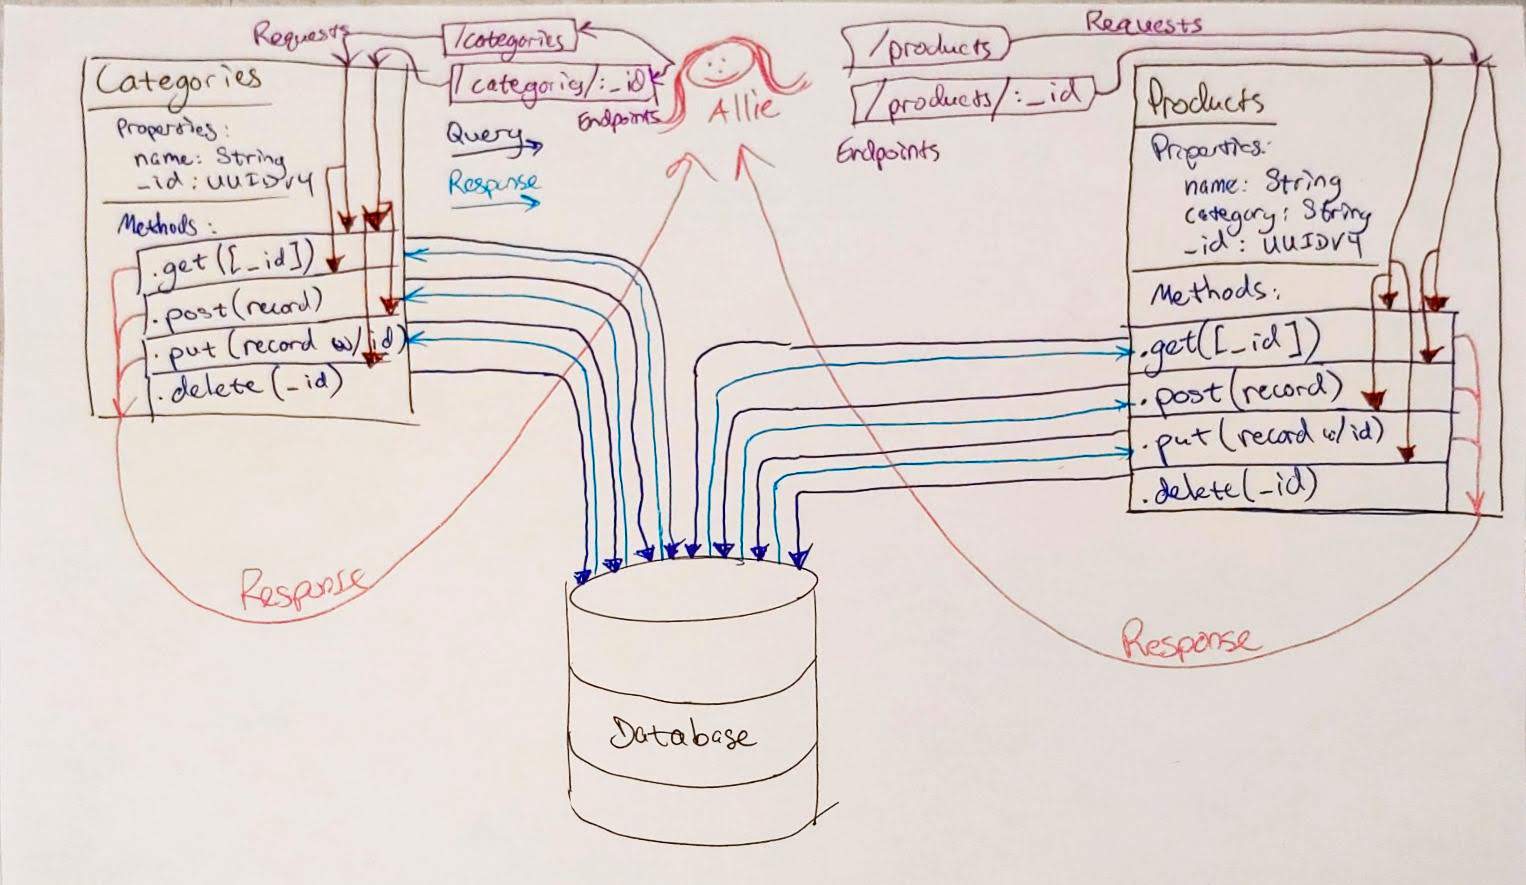 Requests
/categories
/categories/:_id
Endpoints
Allie
/products
Requests
/products/:_id
Endpoints
Categories
Properties:
name: String
_id: UUIDv4
Methods:
.get([_id])
.post(record)
.put(record w/ id)
.delete(_id)
Query
Response
Products
Properties:
name: String
category: String
_id: UUIDv4
Methods:
.get([_id])
.post(record)
.put(record w/id)
.delete(_id)
Response
Response
Database